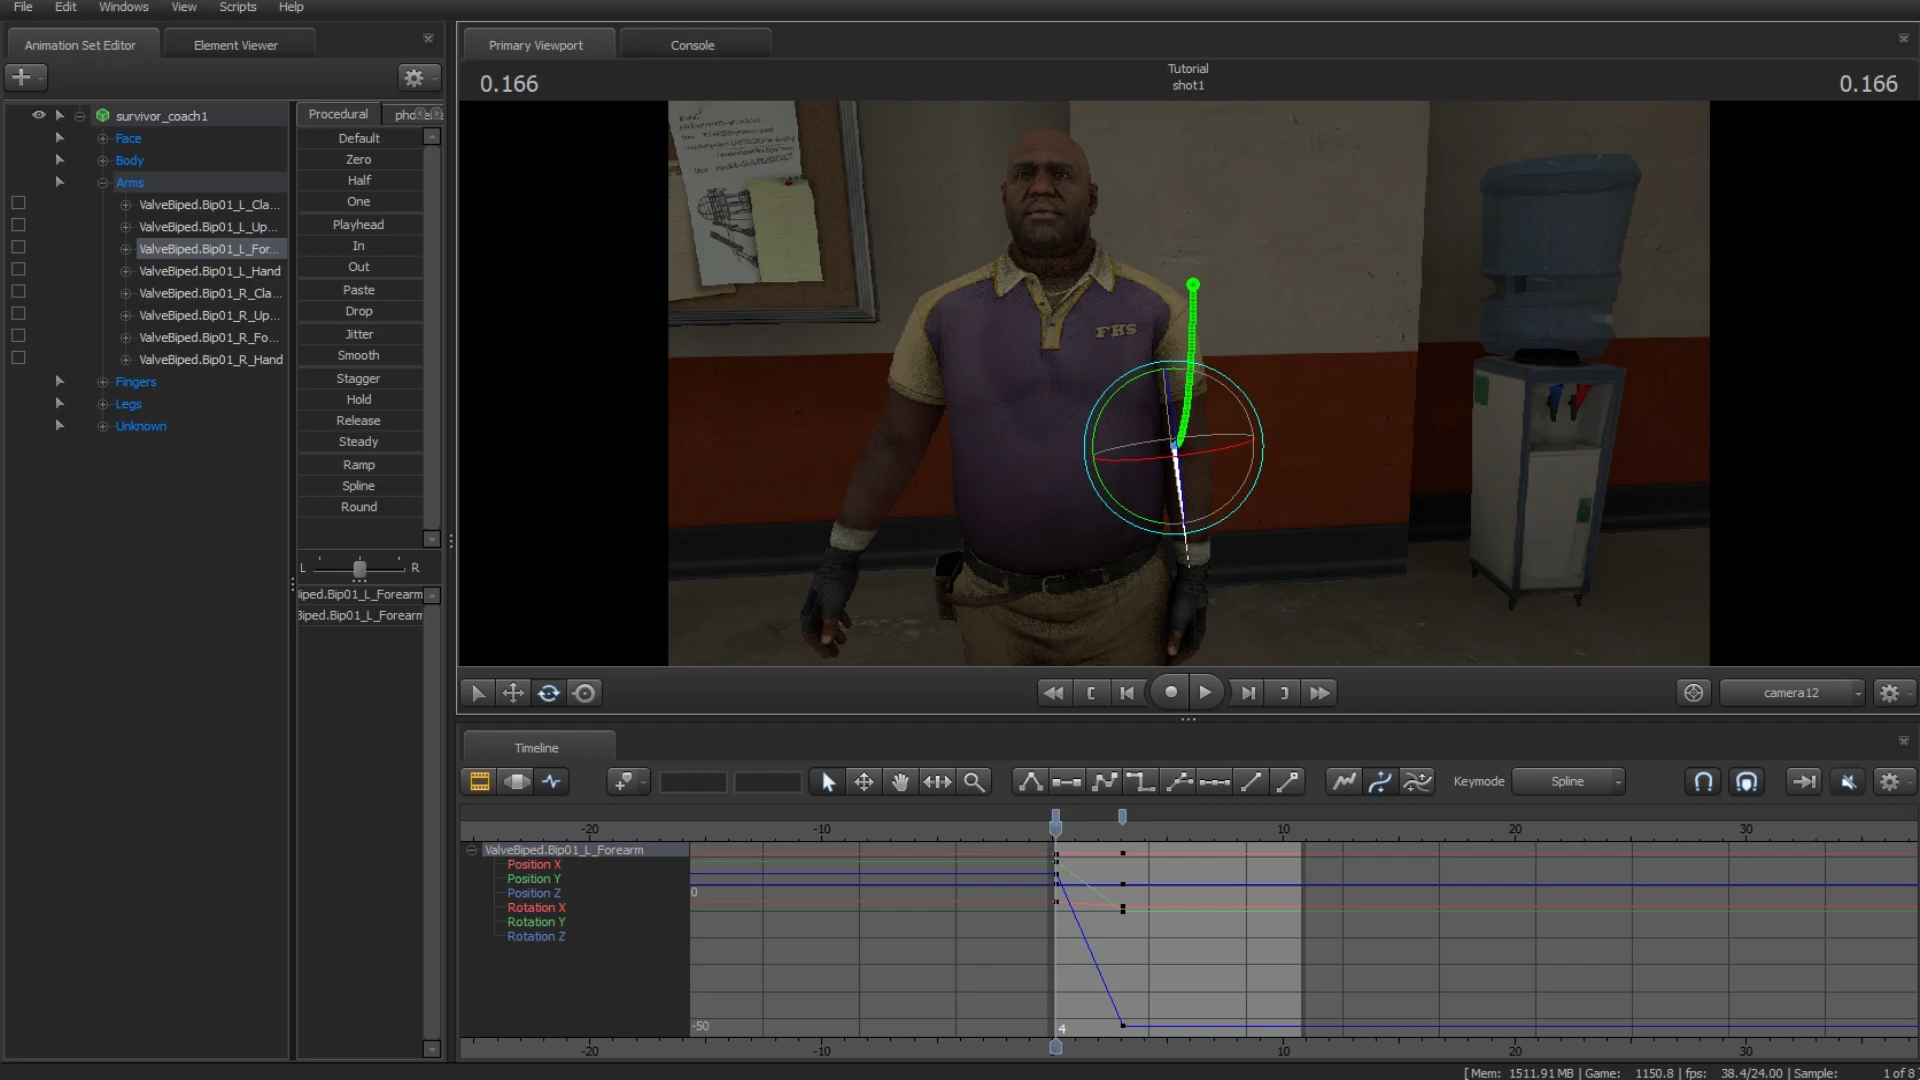 File Edit Windows View Scripts Help
Animation Set Editor Element Viewer
Primary Viewport Console
0.166
Tutorial
shot1
0.166
survivor_coach1
Face
Body
Arms
ValveBiped.Bip01_L_Cla...
ValveBiped.Bip01_L_Up...
ValveBiped.Bip01_L_For...
ValveBiped.Bip01_L_Hand
ValveBiped.Bip01_R_Cla...
ValveBiped.Bip01_R_Up...
ValveBiped.Bip01_R_Fo...
ValveBiped.Bip01_R_Hand
Fingers
Legs
Unknown
Procedural
Default
Zero
Half
One
Playhead
In
Out
Paste
Drop
Jitter
Smooth
Stagger
Hold
Release
Steady
Ramp
Spline
Round
L R
iped.Bip01_L_Forearm
Biped.Bip01_L_Forearm
FHS
camera12
Timeline
Keymode Spline
-20 -10 10 20 30
ValveBiped.Bip01_L_Forearm
Position X
Position Y
Position Z
Rotation X
Rotation Y
Rotation Z
0
-50
4
-20 -10 10 20 30
[ Mem: 1511.91 MB | Game: 1150.8 | fps: 38.4/24.00 | Sample: 1 of 8